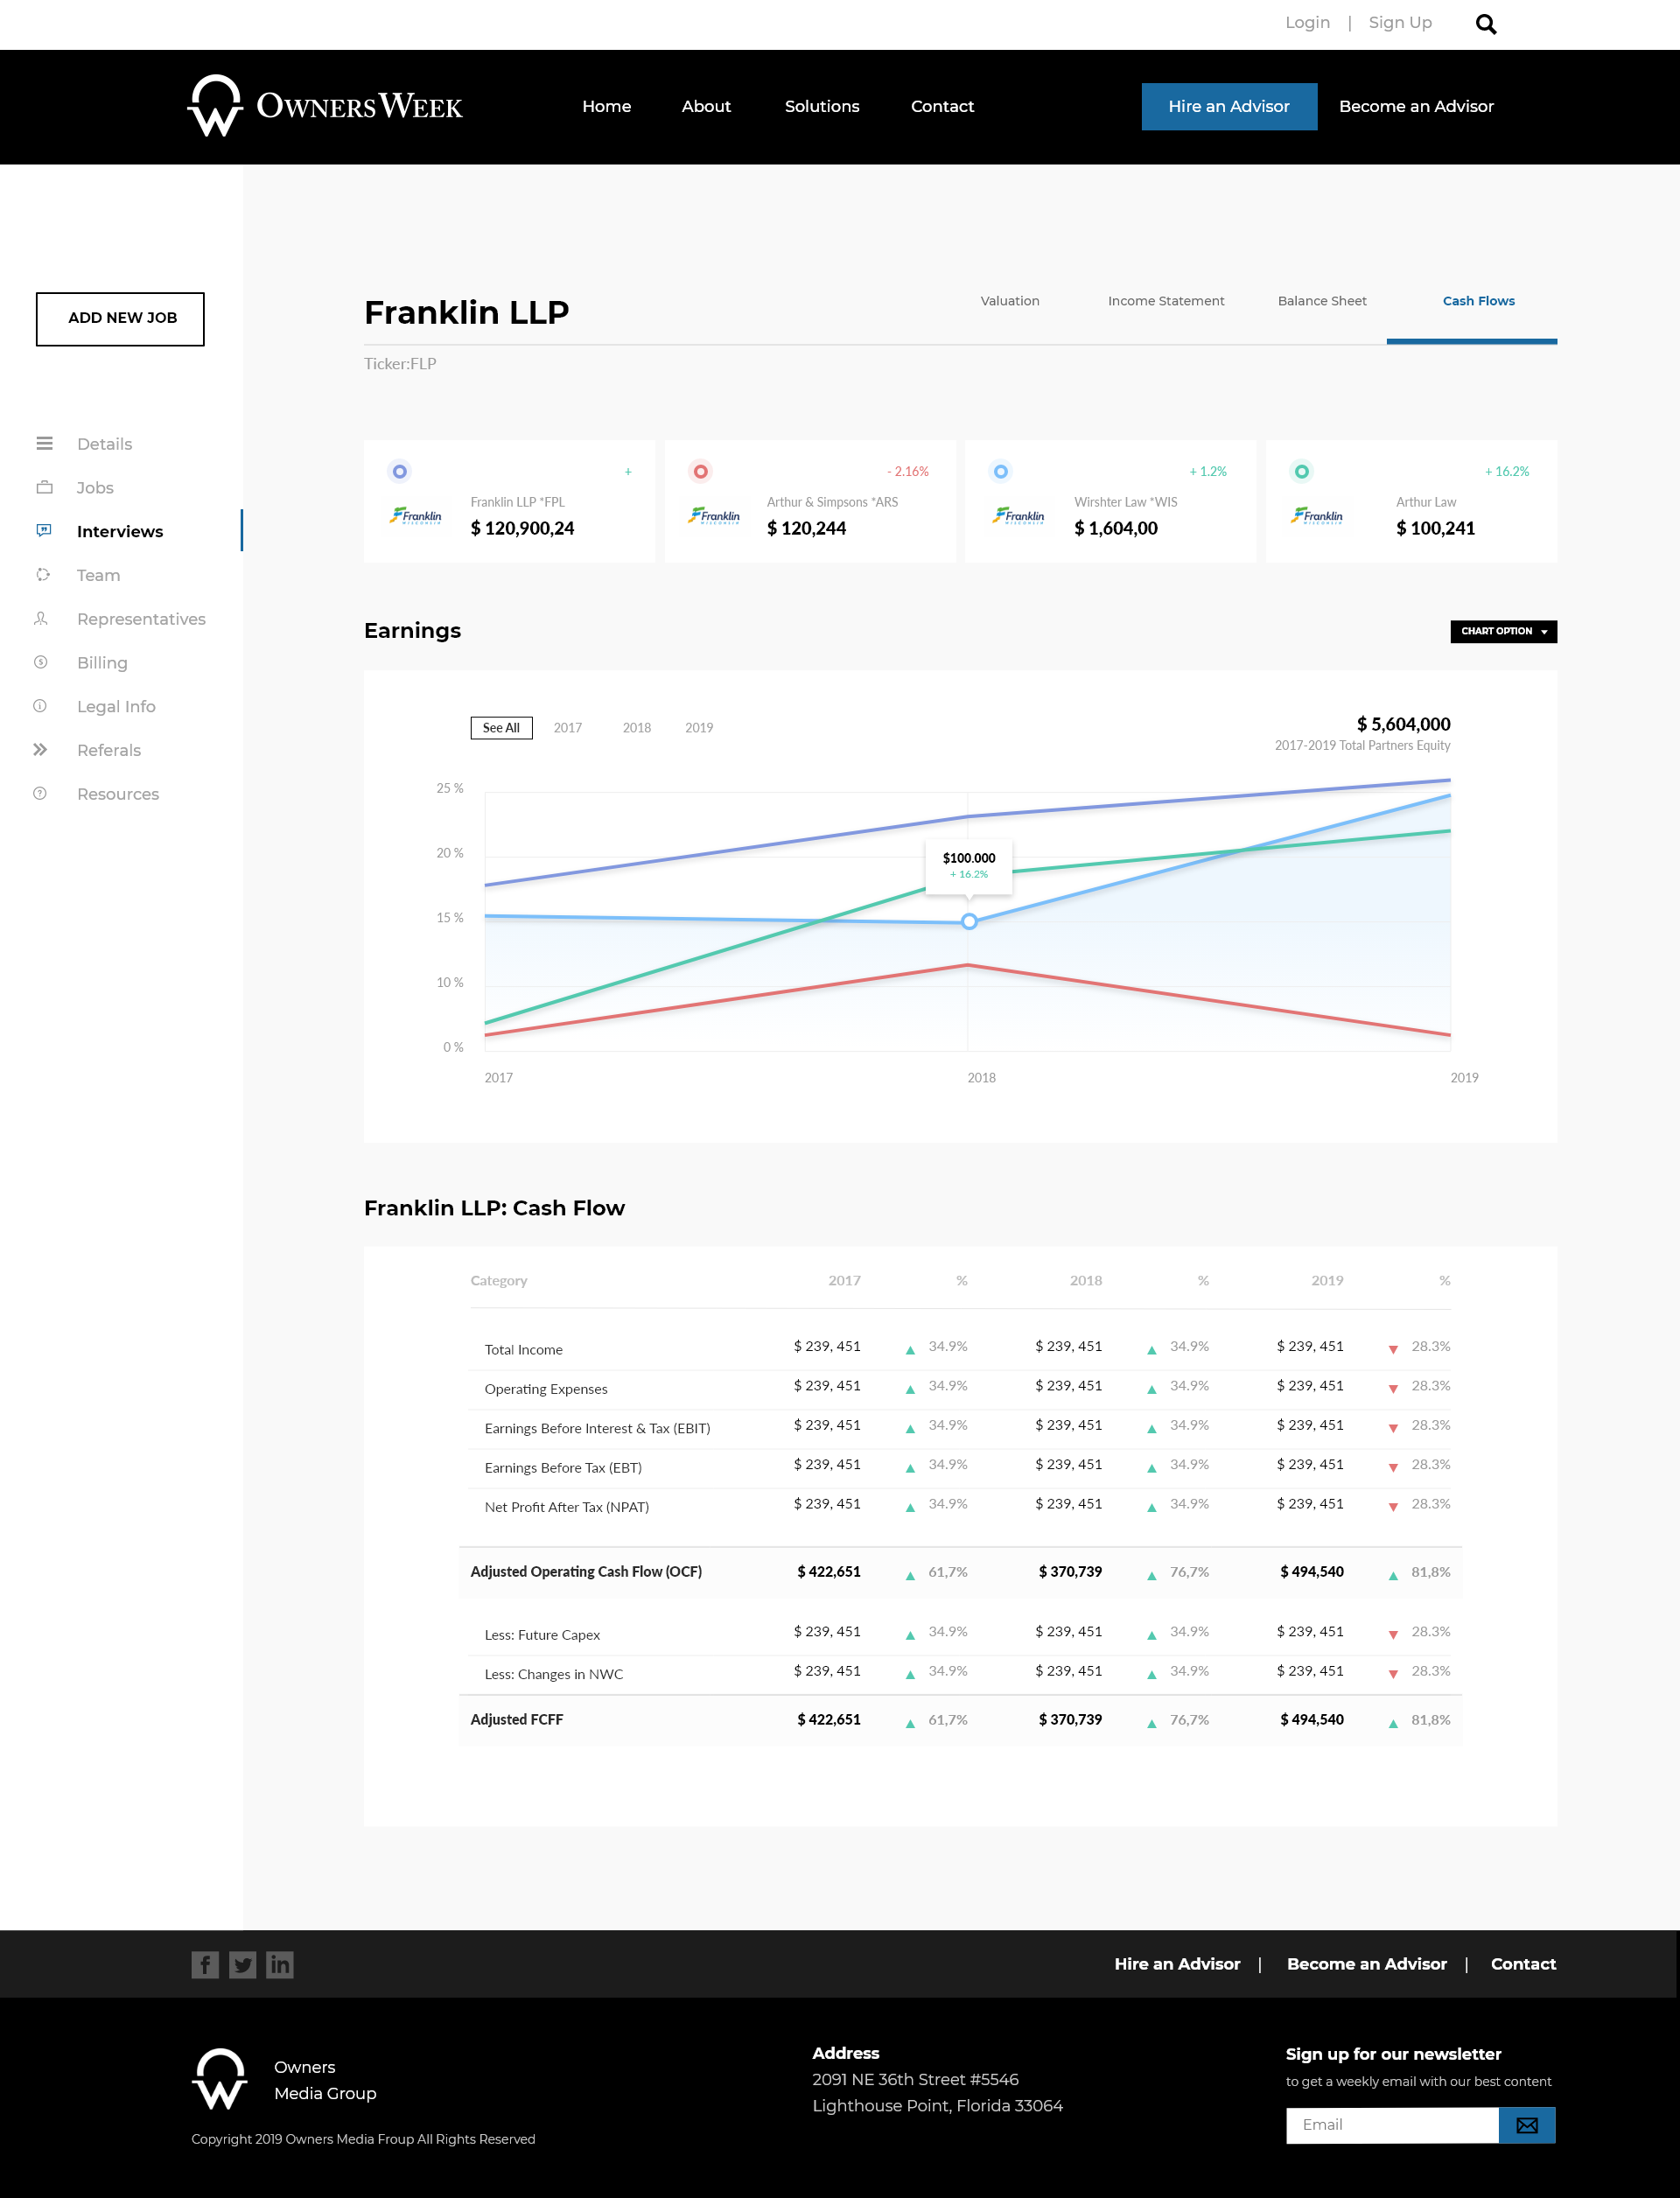 Login | Sign Up
OWNERSWEEK Home About Solutions Contact Hire an Advisor Become an Advisor
ADD NEW JOB
Details
Jobs
Interviews
Team
Representatives
Billing
Legal Info
Referals
Resources
Franklin LLP
Valuation Income Statement Balance Sheet Cash Flows
Ticker:FLP
+
Franklin WISCONSIN
Franklin LLP *FPL
$ 120,900,24
- 2.16%
Franklin WISCONSIN
Arthur & Simpsons *ARS
$ 120,244
+ 1.2%
Franklin WISCONSIN
Wirshter Law *WIS
$ 1,604,00
+ 16.2%
Franklin WISCONSIN
Arthur Law
$ 100,241
Earnings
CHART OPTION
See All 2017 2018 2019
$ 5,604,000
2017-2019 Total Partners Equity
25 %
20 %
15 %
10 %
0 %
$100.000
+ 16.2%
2017 2018 2019
Franklin LLP: Cash Flow
Category 2017 % 2018 % 2019 %
Total Income $ 239, 451 34.9% $ 239, 451 34.9% $ 239, 451 28.3%
Operating Expenses $ 239, 451 34.9% $ 239, 451 34.9% $ 239, 451 28.3%
Earnings Before Interest & Tax (EBIT) $ 239, 451 34.9% $ 239, 451 34.9% $ 239, 451 28.3%
Earnings Before Tax (EBT) $ 239, 451 34.9% $ 239, 451 34.9% $ 239, 451 28.3%
Net Profit After Tax (NPAT) $ 239, 451 34.9% $ 239, 451 34.9% $ 239, 451 28.3%
Adjusted Operating Cash Flow (OCF) $ 422,651 61,7% $ 370,739 76,7% $ 494,540 81,8%
Less: Future Capex $ 239, 451 34.9% $ 239, 451 34.9% $ 239, 451 28.3%
Less: Changes in NWC $ 239, 451 34.9% $ 239, 451 34.9% $ 239, 451 28.3%
Adjusted FCFF $ 422,651 61,7% $ 370,739 76,7% $ 494,540 81,8%
Hire an Advisor | Become an Advisor | Contact
Owners
Media Group
Copyright 2019 Owners Media Froup All Rights Reserved
Address
2091 NE 36th Street #5546
Lighthouse Point, Florida 33064
Sign up for our newsletter
to get a weekly email with our best content
Email